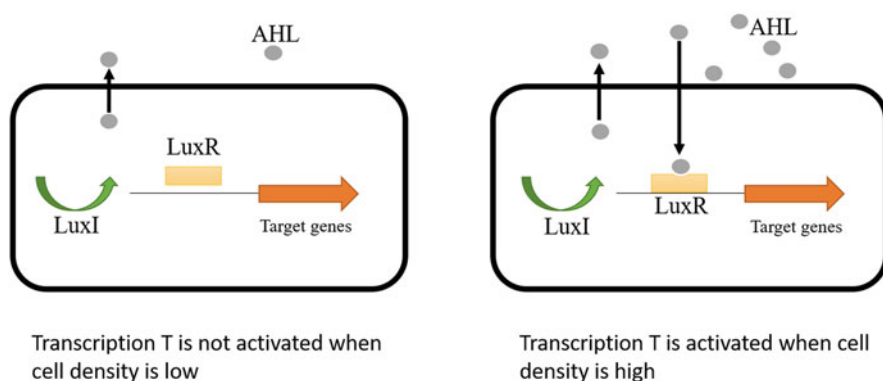 AHL
LuxR
LuxI
Target genes
Transcription T is not activated when
cell density is low
AHL
LuxR
LuxI
Target genes
Transcription T is activated when cell
density is high